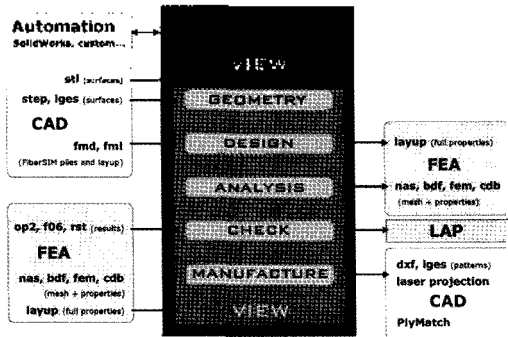 Automation
SolidWorks, custom...
stl (surfaces)
step, iges (surfaces)
CAD
fmd, fml
(FiberSIM plies and layup)
op2, f06, rst (results)
FEA
nas, bdf, fem, cdb
(mesh + properties)
layup (full properties)
VIEW
GEOMETRY
DESIGN
ANALYSIS
CHECK
MANUFACTURE
VIEW
layup (full properties)
FEA
nas, bdf, fem, cdb
(mesh + properties)
LAP
dxf, iges (patterns)
laser projection
CAD
PlyMatch